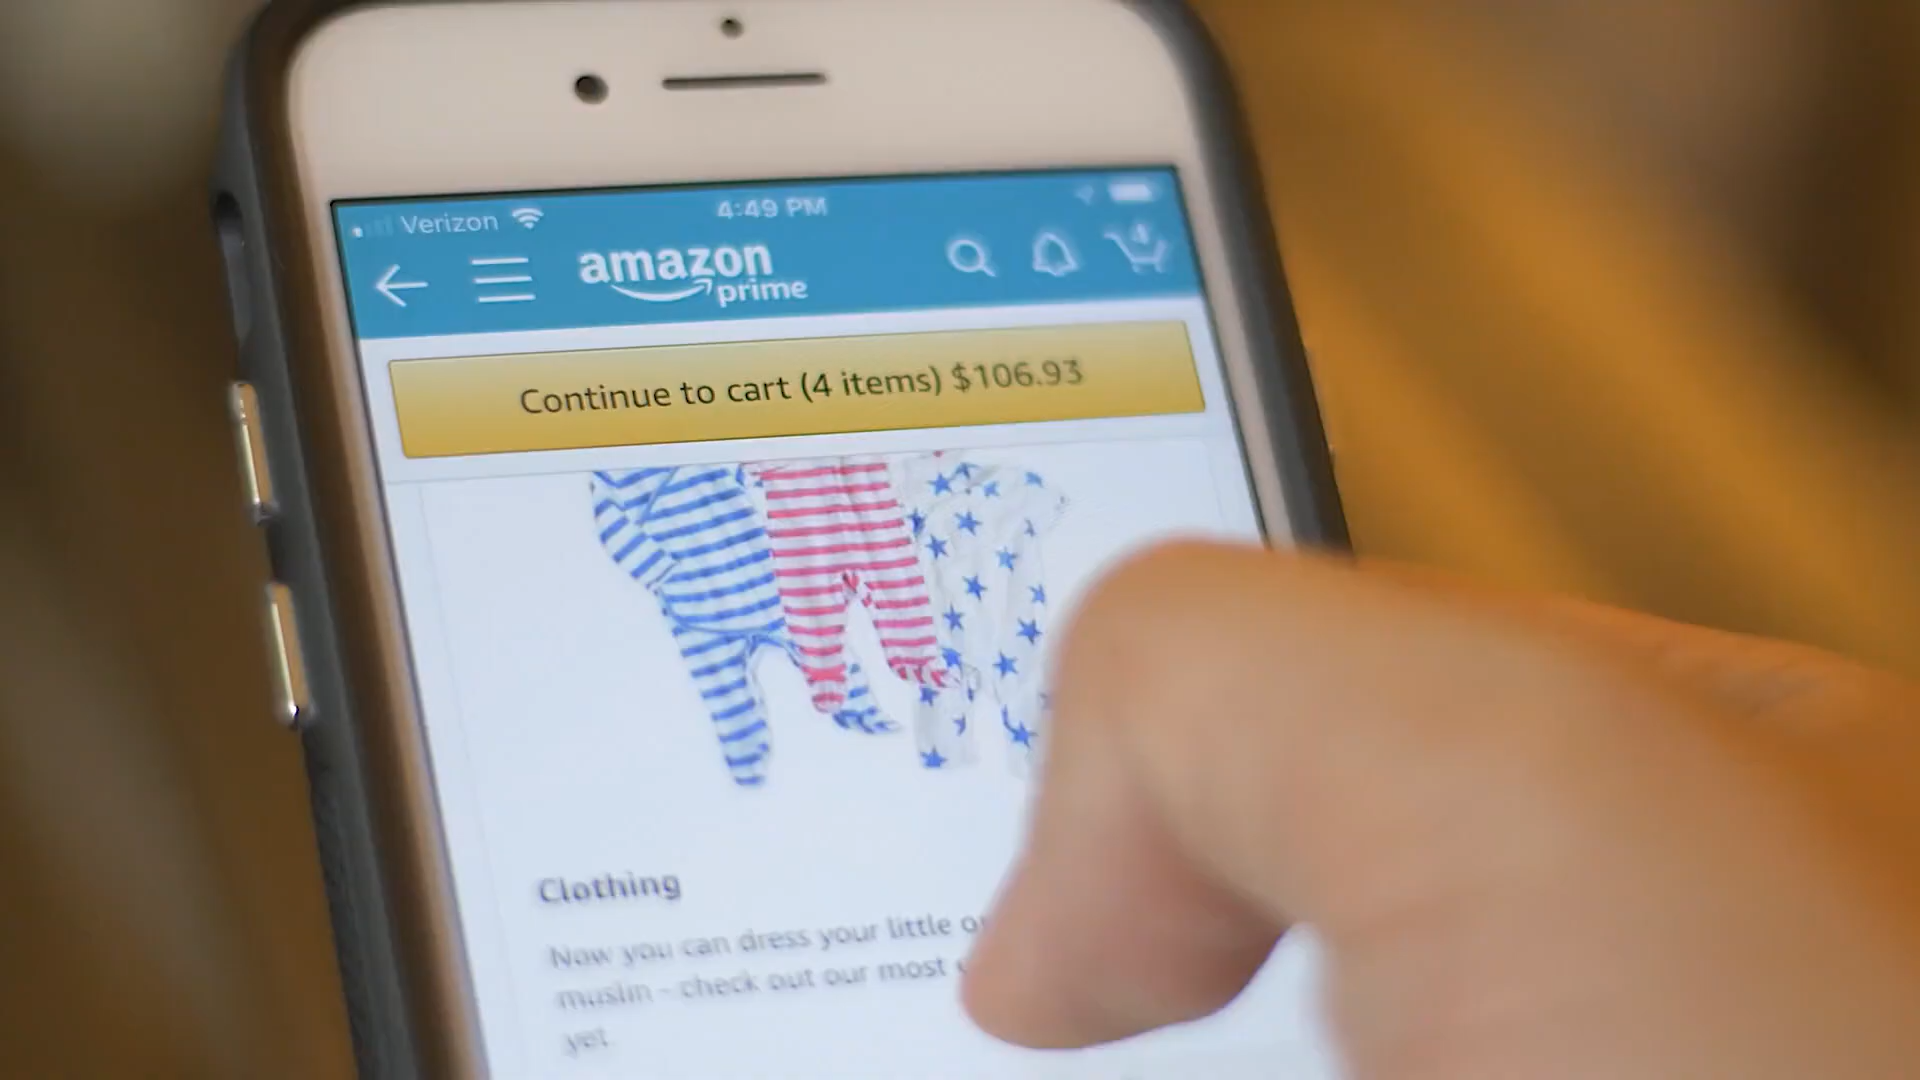 Verizon 4:49 PM
amazon
prime
4
Continue to cart (4 items) $106.93
Clothing
Now you can dress your little
muslin - check out our most
yet.